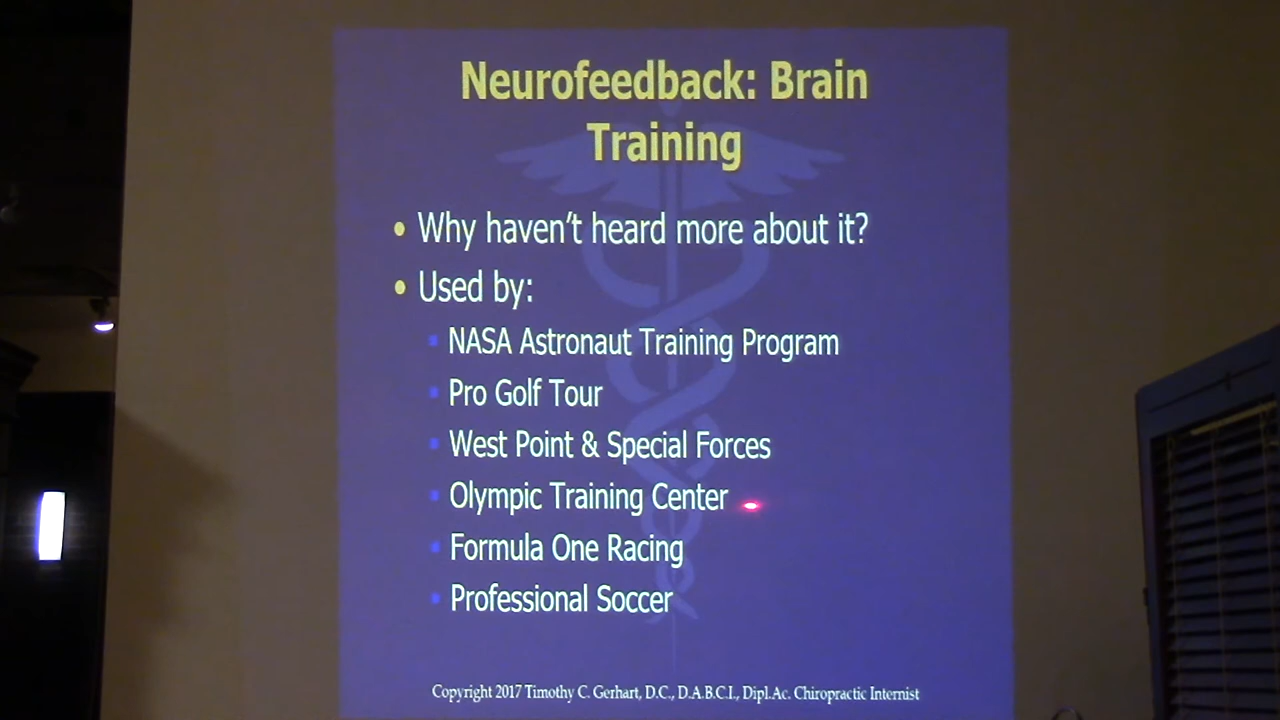 Neurofeedback: Brain
Training
• Why haven't heard more about it?
• Used by:
▪ NASA Astronaut Training Program
▪ Pro Golf Tour
▪ West Point & Special Forces
▪ Olympic Training Center
▪ Formula One Racing
▪ Professional Soccer
Copyright 2017 Timothy C. Gerhart, D.C., D.A.B.C.I., Dipl.Ac. Chiropractic Internist